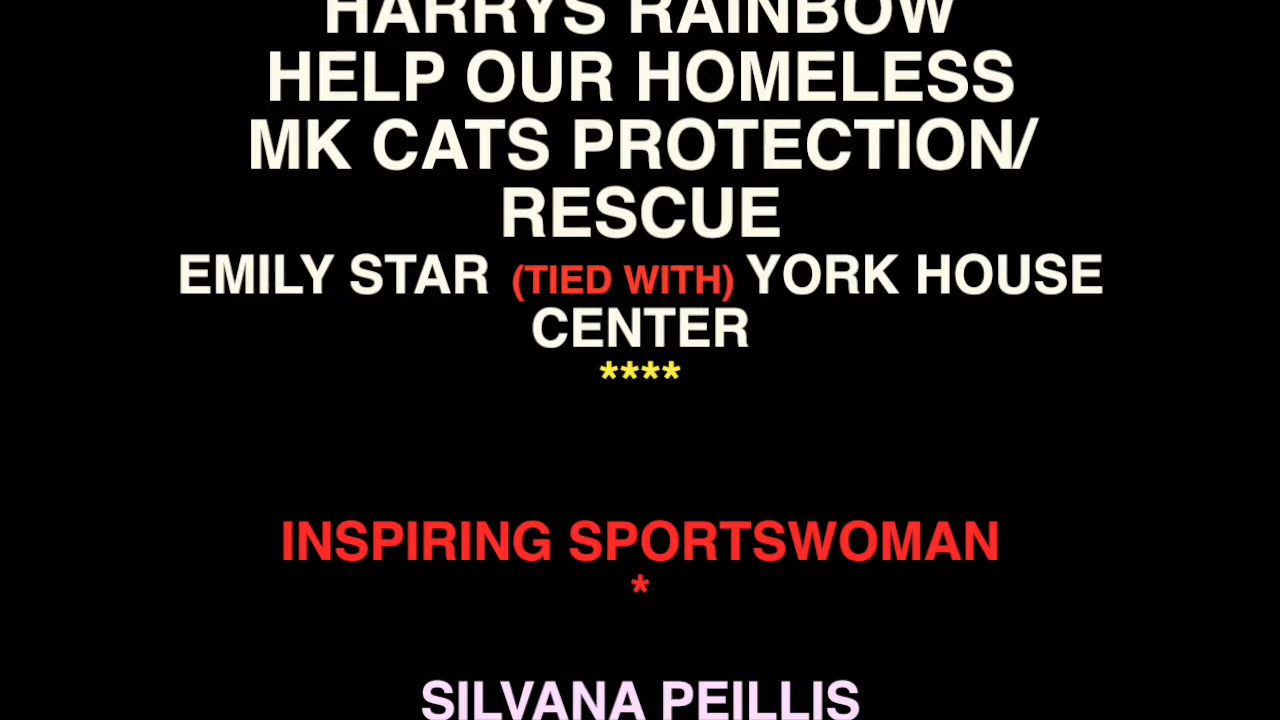 HARRYS RAINBOW
HELP OUR HOMELESS
MK CATS PROTECTION/
RESCUE
EMILY STAR (TIED WITH) YORK HOUSE
CENTER
****
INSPIRING SPORTSWOMAN
*
SILVANA PEILLIS